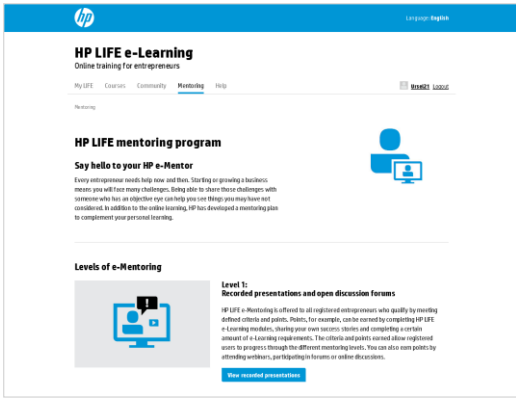 hp
Language: English
HP LIFE e-Learning
Online training for entrepreneurs
My LIFE Courses Community Mentoring Help
Logout
Mentoring
HP LIFE mentoring program
Say hello to your HP e-Mentor
Every entrepreneur needs help now and then. Starting or growing a business
means you will face many challenges. Being able to share those challenges with
someone who has an objective eye can help you see things you may have not
considered. In addition to the online learning, HP has developed a mentoring plan
to complement your personal learning.
Levels of e-Mentoring
!
Level 1:
Recorded presentations and open discussion forums
HP LIFE e-Mentoring is offered to all registered entrepreneurs who qualify by meeting
defined criteria and points. Points, for example, can be earned by completing HP LIFE
e-Learning modules, sharing your own success stories and completing a certain
amount of e-Learning requirements. The criteria and points earned allow registered
users to progress through the different mentoring levels. You can also earn points by
attending webinars, participating in forums or online discussions.
View recorded presentations